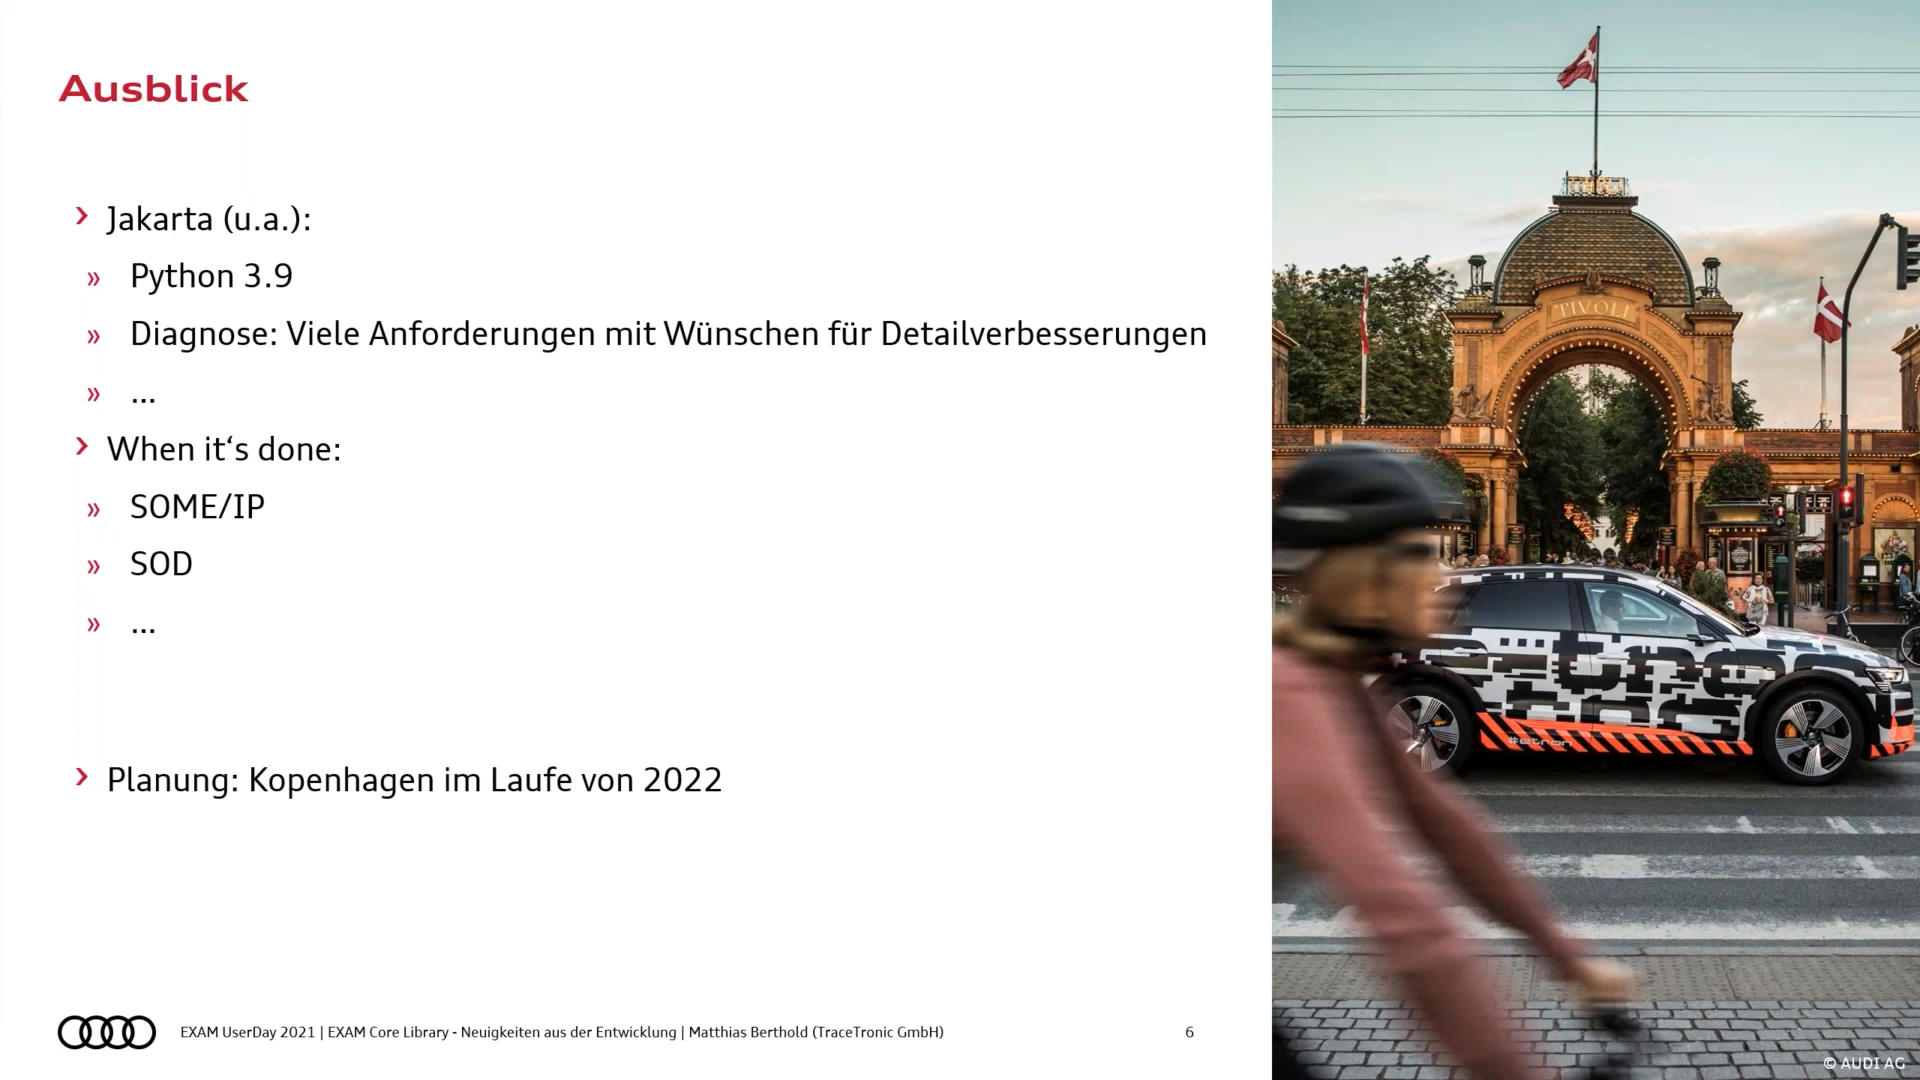 Ausblick
› Jakarta (u.a.):
» Python 3.9
» Diagnose: Viele Anforderungen mit Wünschen für Detailverbesserungen
» ...
› When it‘s done:
» SOME/IP
» SOD
» ...
› Planung: Kopenhagen im Laufe von 2022
EXAM UserDay 2021 | EXAM Core Library - Neuigkeiten aus der Entwicklung | Matthias Berthold (TraceTronic GmbH)
6
TIVOLI
#etron
© AUDI AG